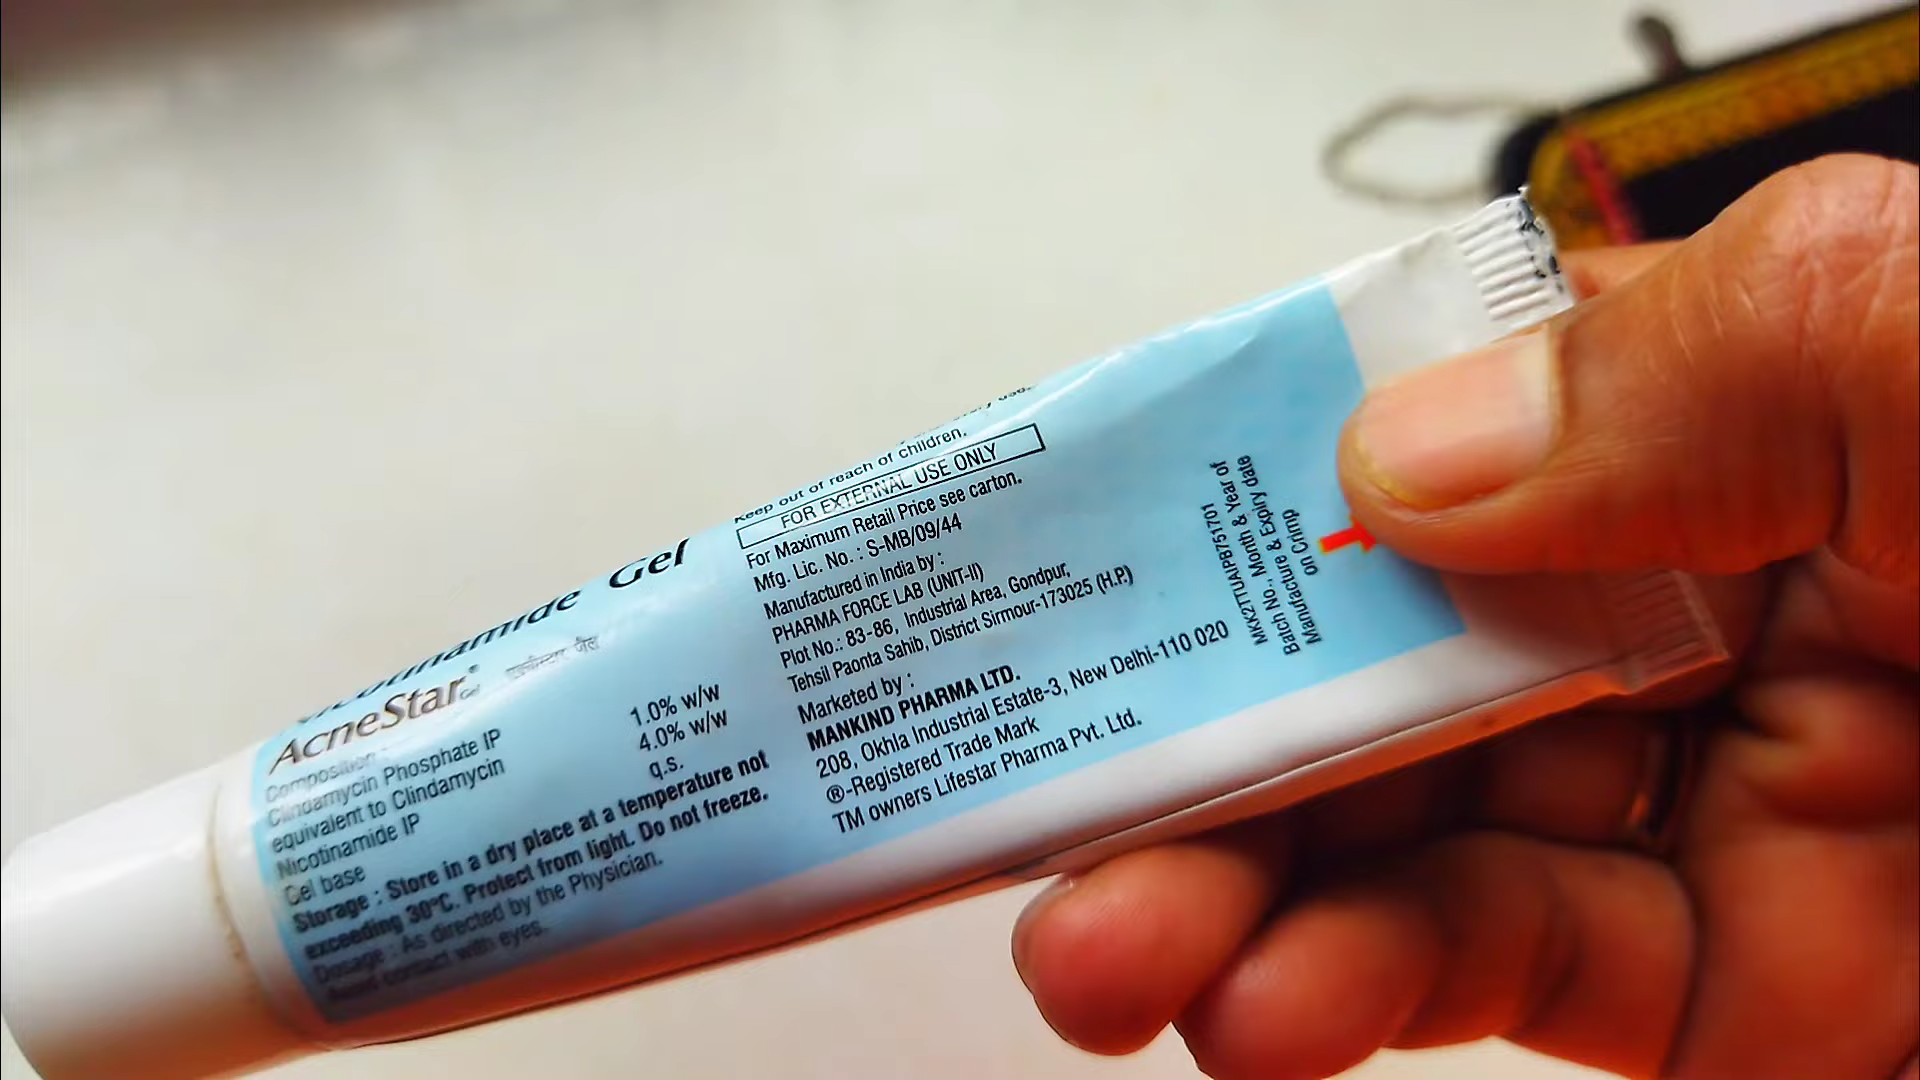 Gel
AcneStar® Gel
Composition:
Clindamycin Phosphate IP
equivalent to Clindamycin 1.0% w/w
Nicotinamide IP 4.0% w/w
Gel base q.s.
Storage : Store in a dry place at a temperature not
exceeding 30°C. Protect from light. Do not freeze.
Dosage : As directed by the Physician.
Avoid contact with eyes.
Keep out of reach of children.
FOR EXTERNAL USE ONLY
For Maximum Retail Price see carton.
Mfg. Lic. No. : S-MB/09/44
Manufactured in India by :
PHARMA FORCE LAB (UNIT-II)
Plot No.: 83-86, Industrial Area, Gondpur,
Tehsil Paonta Sahib, District Sirmour-173025 (H.P.)
Marketed by :
MANKIND PHARMA LTD.
208, Okhla Industrial Estate-3, New Delhi-110 020
®-Registered Trade Mark
TM owners Lifestar Pharma Pvt. Ltd.
Batch No., Month & Year of
Manufacture & Expiry date
on Crimp